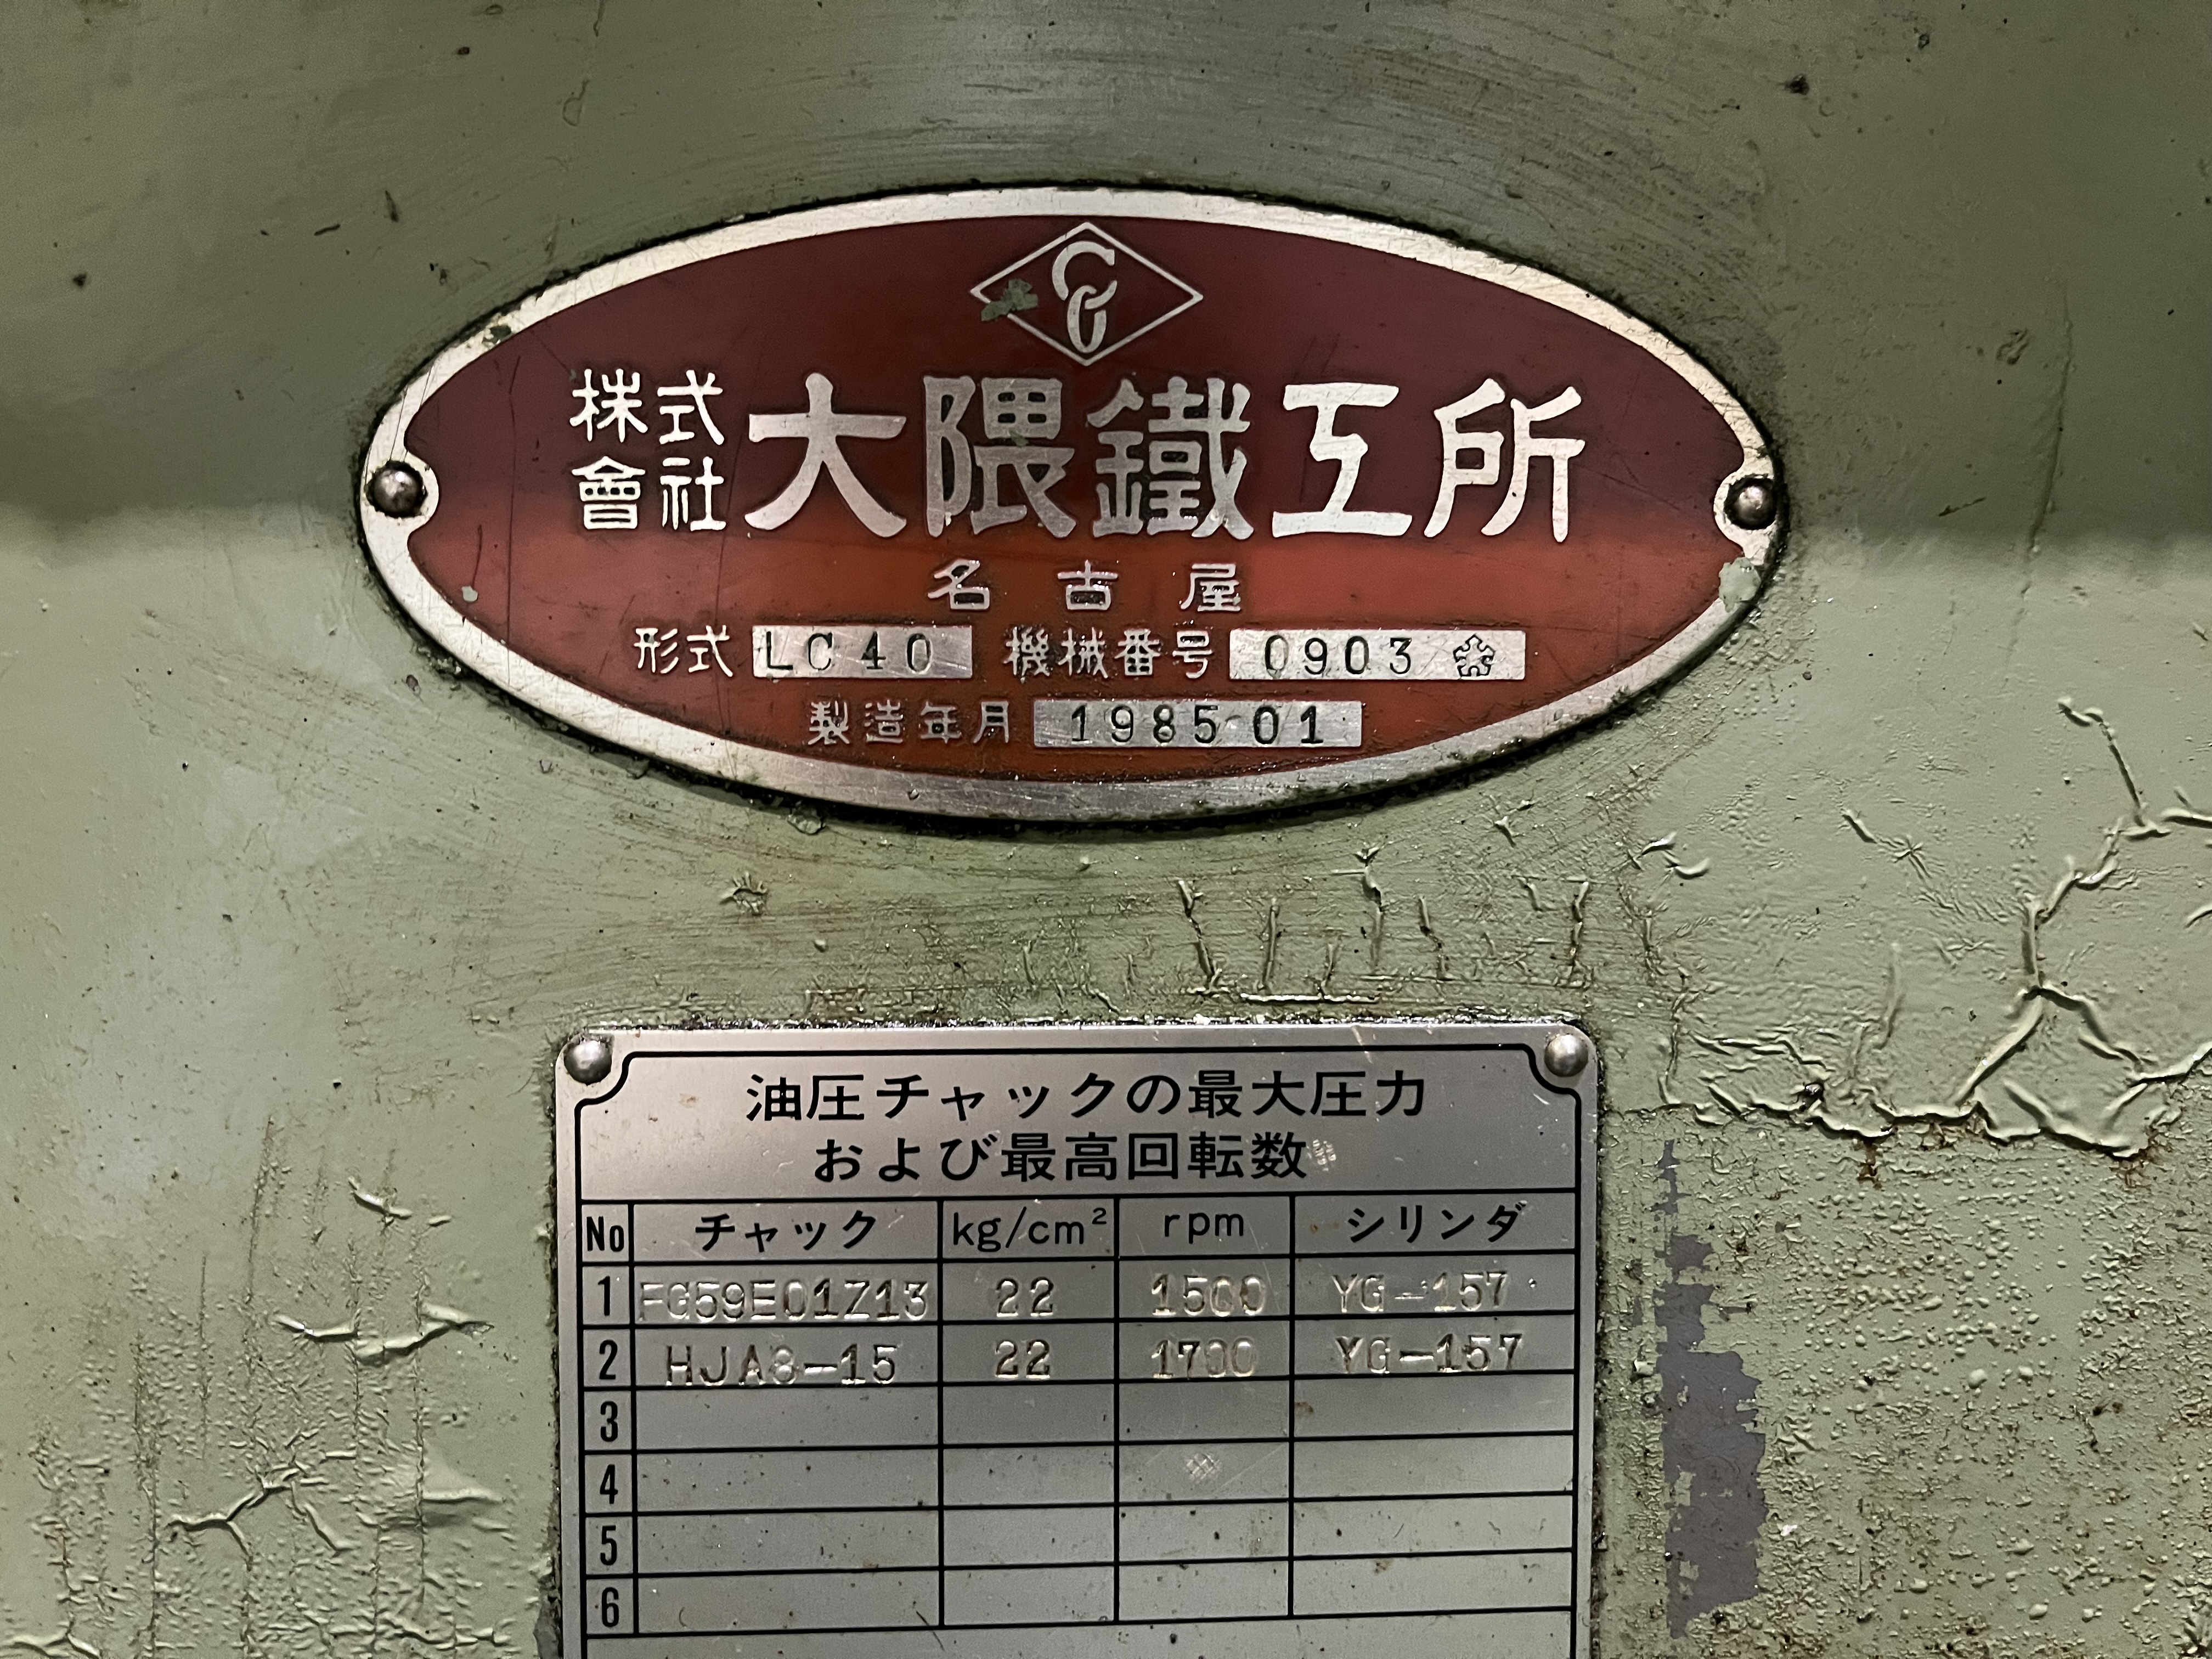 株式會社 大隈鐵工所
名古屋
形式 LC40 機械番号 0903
製造年月 1985 01
油圧チャックの最大圧力
および最高回転数
No チャック kg/cm² rpm シリンダ
1 FG59E01Z13 22 1500 YG-157
2 HJA8-15 22 1700 YG-157
3
4
5
6